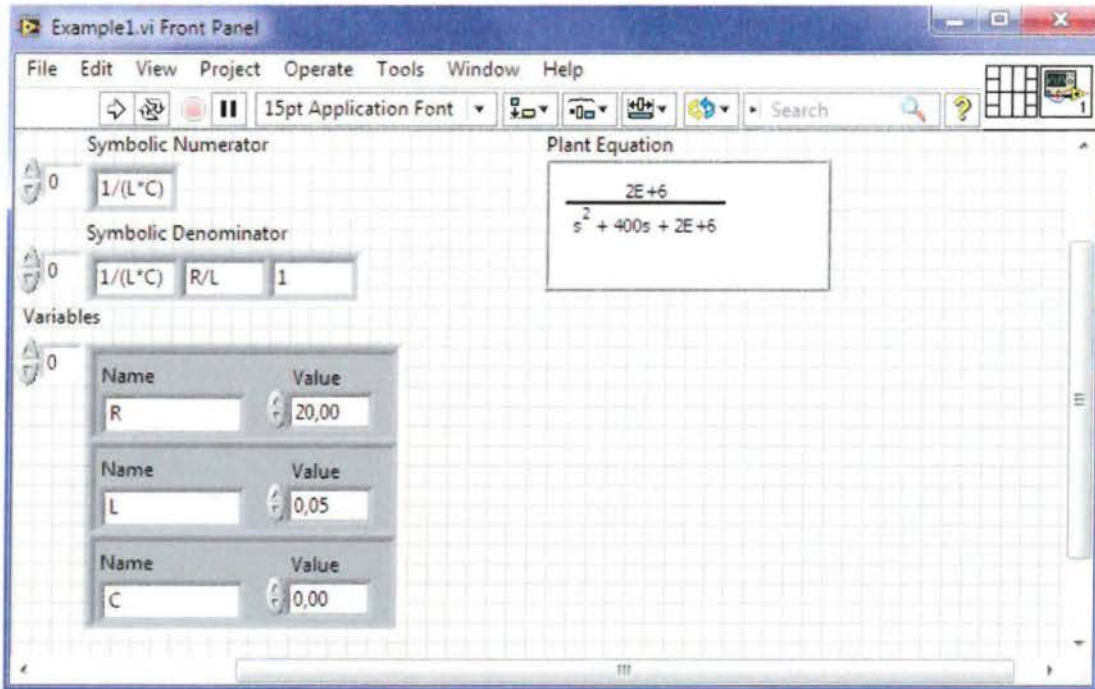 Example1.vi Front Panel
File Edit View Project Operate Tools Window Help
15pt Application Font Search
1
Symbolic Numerator
0 1/(L*C)
Symbolic Denominator
0 1/(L*C) R/L 1
Variables
0
Name Value
R 20,00
Name Value
L 0,05
Name Value
C 0,00
Plant Equation
2E+6
s^2 + 400s + 2E+6